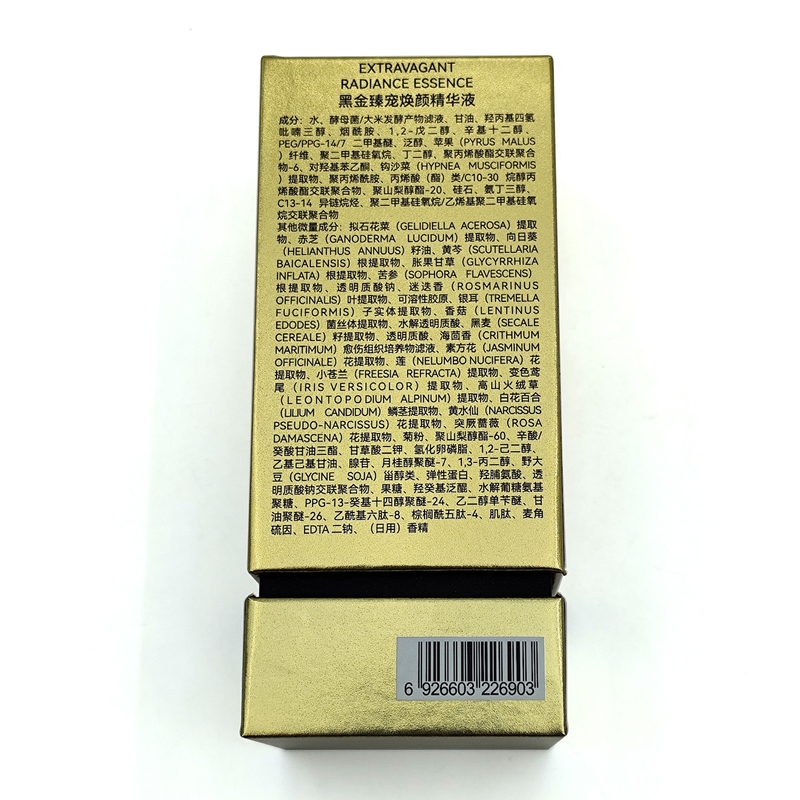 EXTRAVAGANT
RADIANCE ESSENCE
黑金臻宠焕颜精华液
成分：水、酵母菌/大米发酵产物滤液、甘油、羟丙基四氢
吡喃三醇、烟酰胺、1,2-戊二醇、辛基十二醇、
PEG/PPG-14/7 二甲基醚、泛醇、苹果（PYRUS MALUS
）纤维、聚二甲基硅氧烷、丁二醇、聚丙烯酸酯交联聚合
物-6、对羟基苯乙酮、钩沙菜（HYPNEA MUSCIFORMIS
）提取物、聚丙烯酰胺、丙烯酸（酯）类/C10-30 烷醇丙
烯酸酯交联聚合物、聚山梨醇酯-20、硅石、氨丁三醇、
C13-14 异链烷烃、聚二甲基硅氧烷/乙烯基聚二甲基硅氧
烷交联聚合物
其他微量成分：拟石花菜（GELIDIELLA ACEROSA）提取
物、赤芝（GANODERMA LUCIDUM）提取物、向日葵
（HELIANTHUS ANNUUS）籽油、黄芩（SCUTELLARIA
BAICALENSIS）根提取物、胀果甘草（GLYCYRRHIZA
INFLATA）根提取物、苦参（SOPHORA FLAVESCENS）
根提取物、透明质酸钠、迷迭香（ROSMARINUS
OFFICINALIS）叶提取物、可溶性胶原、银耳（TREMELLA
FUCIFORMIS）子实体提取物、香菇（LENTINUS
EDODES）菌丝体提取物、水解透明质酸、黑麦（SECALE
CEREALE）籽提取物、透明质酸、海茴香（CRITHMUM
MARITIMUM）愈伤组织培养物滤液、素方花（JASMINUM
OFFICINALE）花提取物、莲（NELUMBO NUCIFERA）花
提取物、小苍兰（FREESIA REFRACTA）提取物、变色鸢
尾（IRIS VERSICOLOR）提取物、高山火绒草
（LEONTOPODIUM ALPINUM）提取物、白花百合
（LILIUM CANDIDUM）鳞茎提取物、黄水仙（NARCISSUS
PSEUDO-NARCISSUS）花提取物、突厥蔷薇（ROSA
DAMASCENA）花提取物、菊粉、聚山梨醇酯-60、辛酸/
癸酸甘油三酯、甘草酸二钾、氢化卵磷脂、1,2-己二醇、
乙基己基甘油、腺苷、月桂醇聚醚-7、1,3-丙二醇、野大
豆（GLYCINE SOJA）甾醇类、弹性蛋白、羟脯氨酸、透
明质酸钠交联聚合物、果糖、羟癸基泛醌、水解葡糖氨基
聚糖、PPG-13-癸基十四醇聚醚-24、乙二醇单苄醚、甘
油聚醚-26、乙酰基六肽-8、棕榈酰五肽-4、肌肽、麦角
硫因、EDTA 二钠、（日用）香精
6 926603 226903